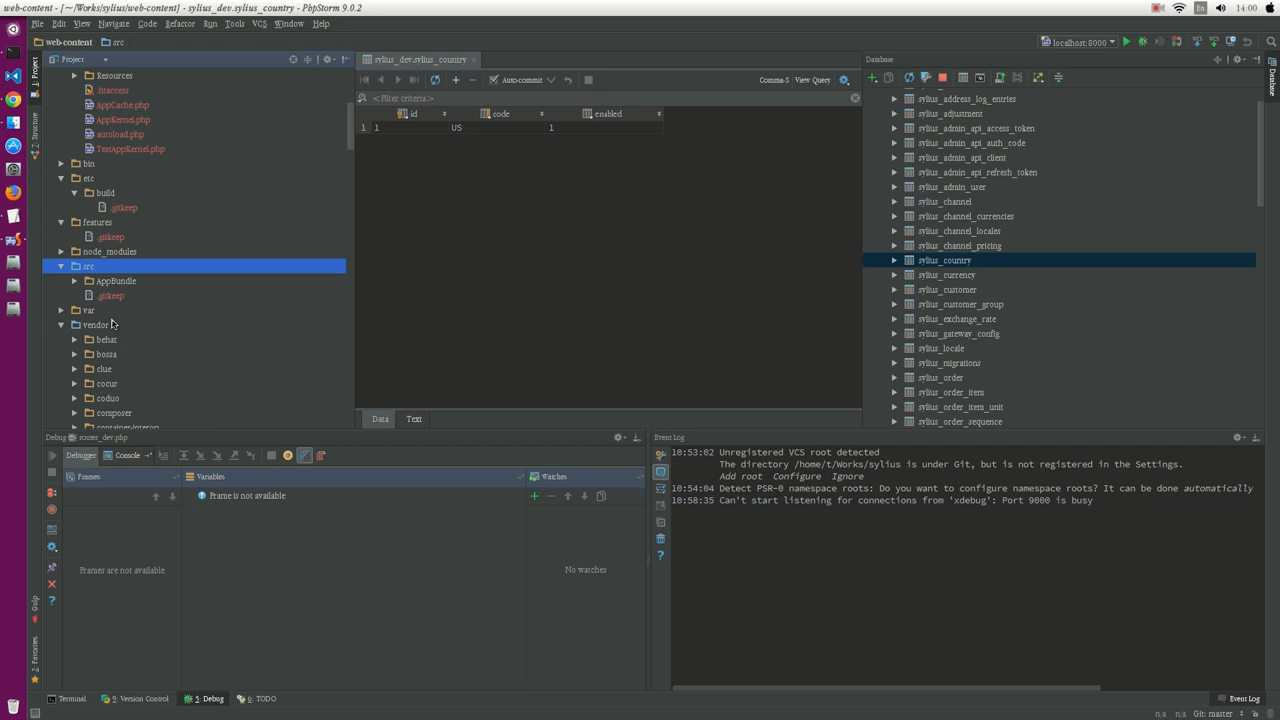 web-content [~/Works/sylius/web-content] - sylius_dev.sylius_country - PhpStorm 9.0.2
En
14:00
File Edit View Navigate Code Refactor Run Tools VCS Window Help
web-content src
localhost:8000
Project
sylius_dev.sylius_country
Database
1: Project
Z: Structure
Database
Auto-commit
Comma-S
View Query
<Filter criteria>
id code enabled
1 1 US 1
Resources
.htaccess
AppCache.php
AppKernel.php
autoload.php
TestAppKernel.php
bin
etc
build
.gitkeep
features
.gitkeep
node_modules
src
AppBundle
.gitkeep
var
vendor
behat
bossa
clue
cocur
coduo
composer
container-interop
sylius_address_log_entries
sylius_adjustment
sylius_admin_api_access_token
sylius_admin_api_auth_code
sylius_admin_api_client
sylius_admin_api_refresh_token
sylius_admin_user
sylius_channel
sylius_channel_currencies
sylius_channel_locales
sylius_channel_pricing
sylius_country
sylius_currency
sylius_customer
sylius_customer_group
sylius_exchange_rate
sylius_gateway_config
sylius_locale
sylius_migrations
sylius_order
sylius_order_item
sylius_order_item_unit
sylius_order_sequence
Data Text
Debug router_dev.php
Debugger Console
Frames
Variables
Watches
Frame is not available
Frames are not available
No watches
Gulp
2: Favorites
Event Log
10:53:02 Unregistered VCS root detected
The directory /home/t/Works/sylius is under Git, but is not registered in the Settings.
Add root Configure Ignore
10:54:04 Detect PSR-0 namespace roots: Do you want to configure namespace roots? It can be done automatically
10:58:35 Can't start listening for connections from 'xdebug': Port 9000 is busy
Terminal
9: Version Control
5: Debug
6: TODO
Event Log
n/a n/a Git: master